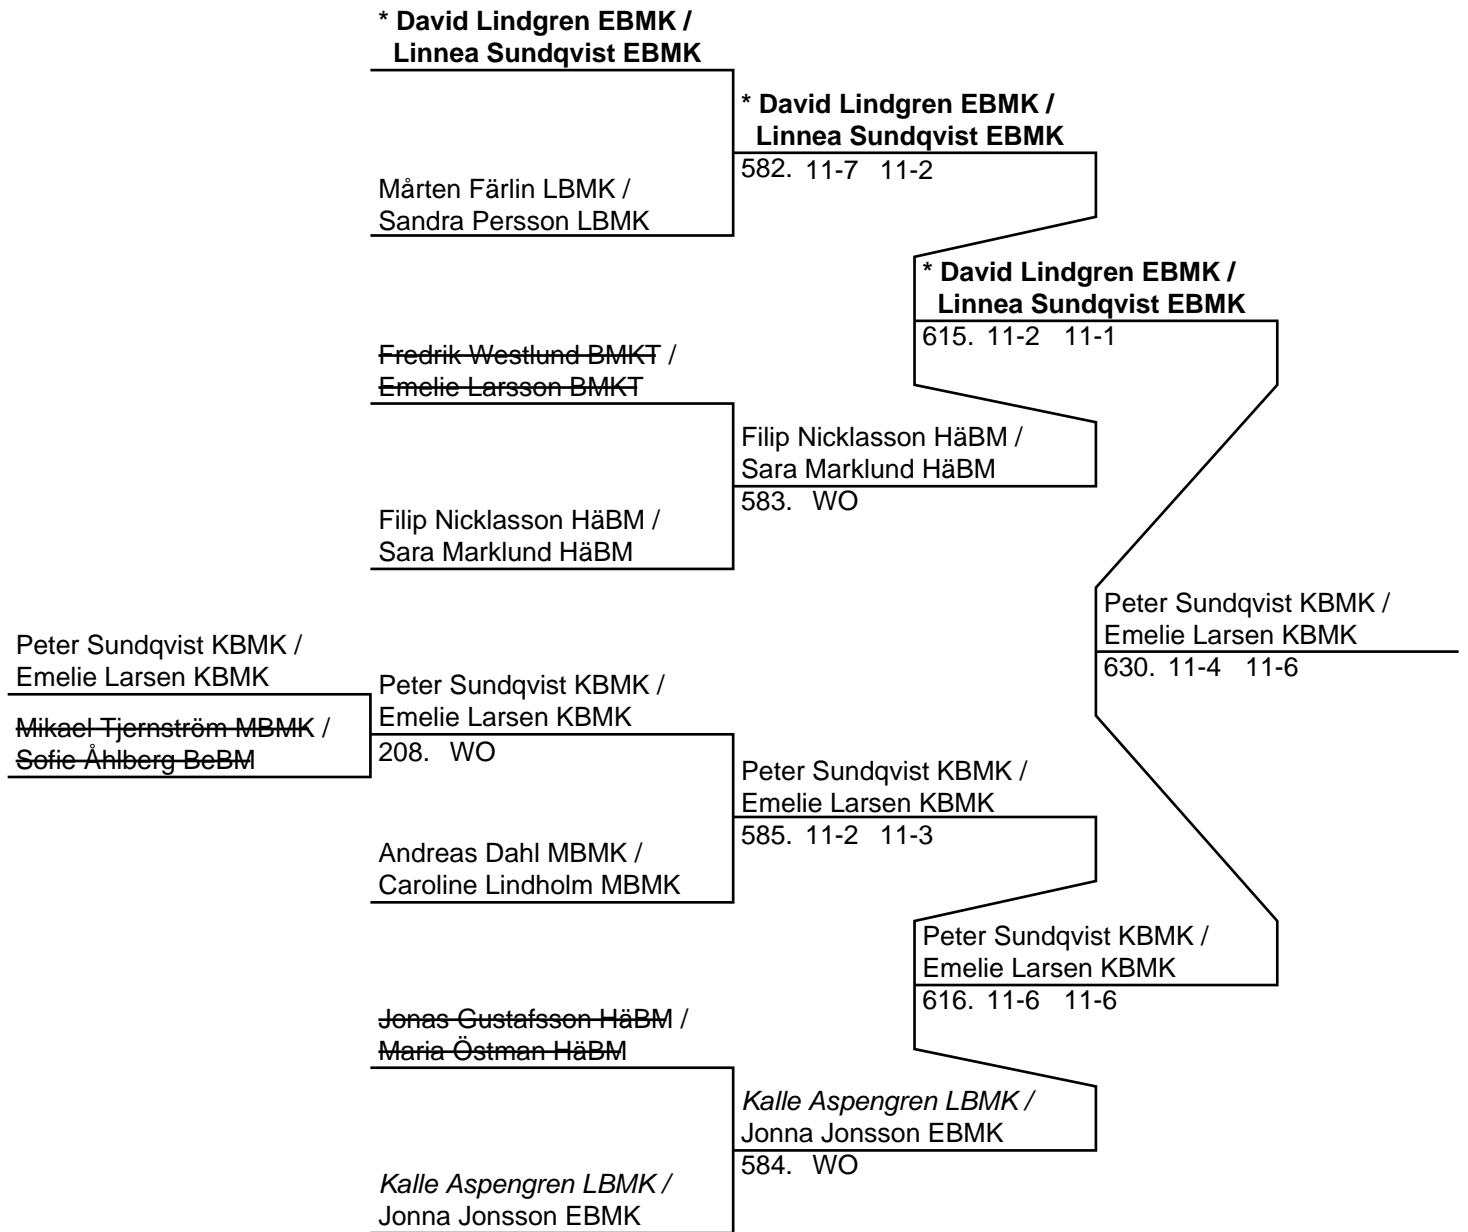 * David Lindgren EBMK /
Linnea Sundqvist EBMK
* David Lindgren EBMK /
Linnea Sundqvist EBMK
582. 11-7 11-2
Mårten Färlin LBMK /
Sandra Persson LBMK
* David Lindgren EBMK /
Linnea Sundqvist EBMK
615. 11-2 11-1
Fredrik Westlund BMKT /
Emelie Larsson BMKT
Filip Nicklasson HäBM /
Sara Marklund HäBM
583. WO
Filip Nicklasson HäBM /
Sara Marklund HäBM
Peter Sundqvist KBMK /
Emelie Larsen KBMK
630. 11-4 11-6
Peter Sundqvist KBMK /
Emelie Larsen KBMK
Mikael Tjernström MBMK /
Sofie Åhlberg BeBM
Peter Sundqvist KBMK /
Emelie Larsen KBMK
208. WO
Peter Sundqvist KBMK /
Emelie Larsen KBMK
585. 11-2 11-3
Andreas Dahl MBMK /
Caroline Lindholm MBMK
Peter Sundqvist KBMK /
Emelie Larsen KBMK
616. 11-6 11-6
Jonas Gustafsson HäBM /
Maria Östman HäBM
Kalle Aspengren LBMK /
Jonna Jonsson EBMK
584. WO
Kalle Aspengren LBMK /
Jonna Jonsson EBMK